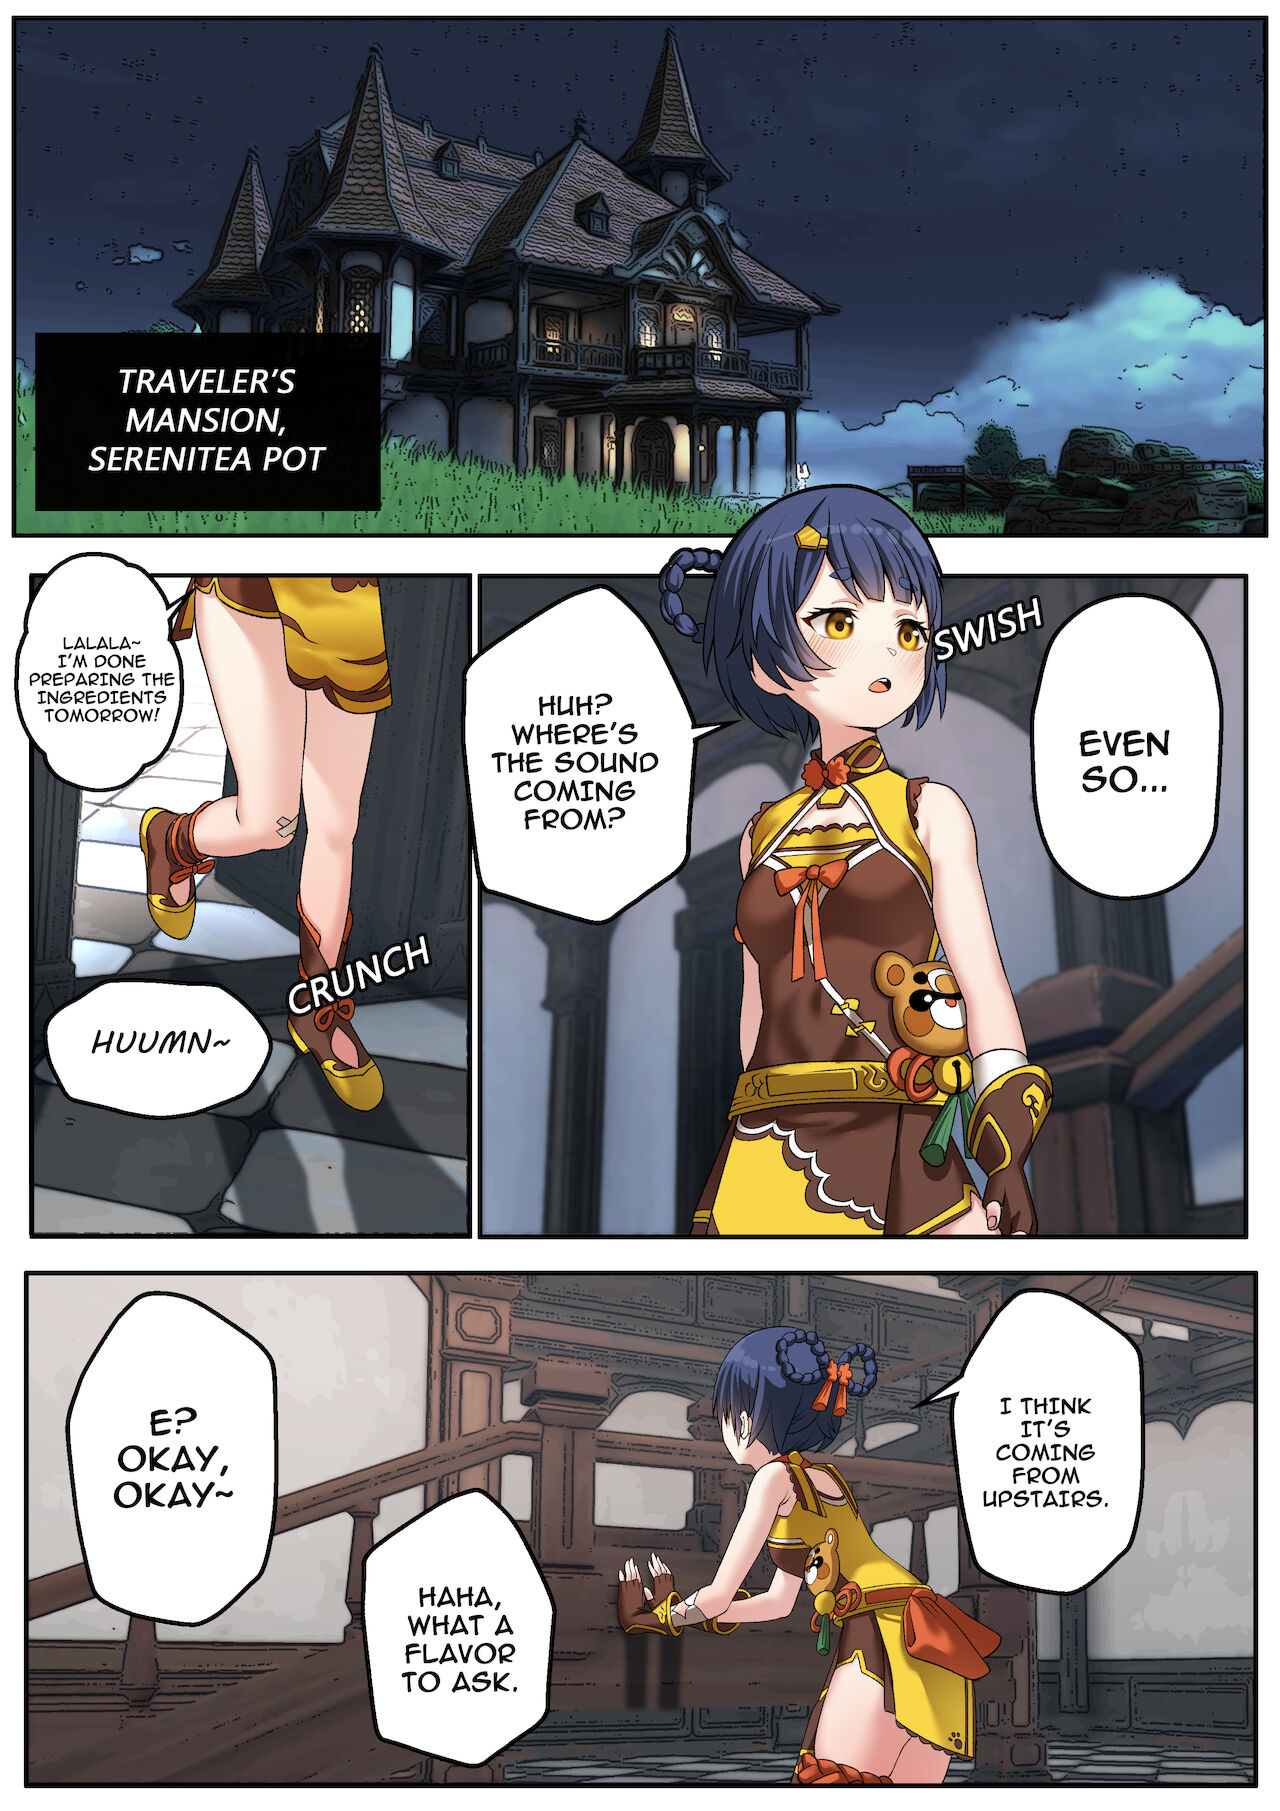 TRAVELER'S
MANSION,
SERENITEA POT
LALALA~
I'M DONE
PREPARING THE
INGREDIENTS
TOMORROW!
HUUMN~
CRUNCH
HUH?
WHERE'S
THE SOUND
COMING
FROM?
SWISH
EVEN
SO...
E?
OKAY,
OKAY~
HAHA,
WHAT A
FLAVOR
TO ASK.
I THINK
IT'S
COMING
FROM
UPSTAIRS.